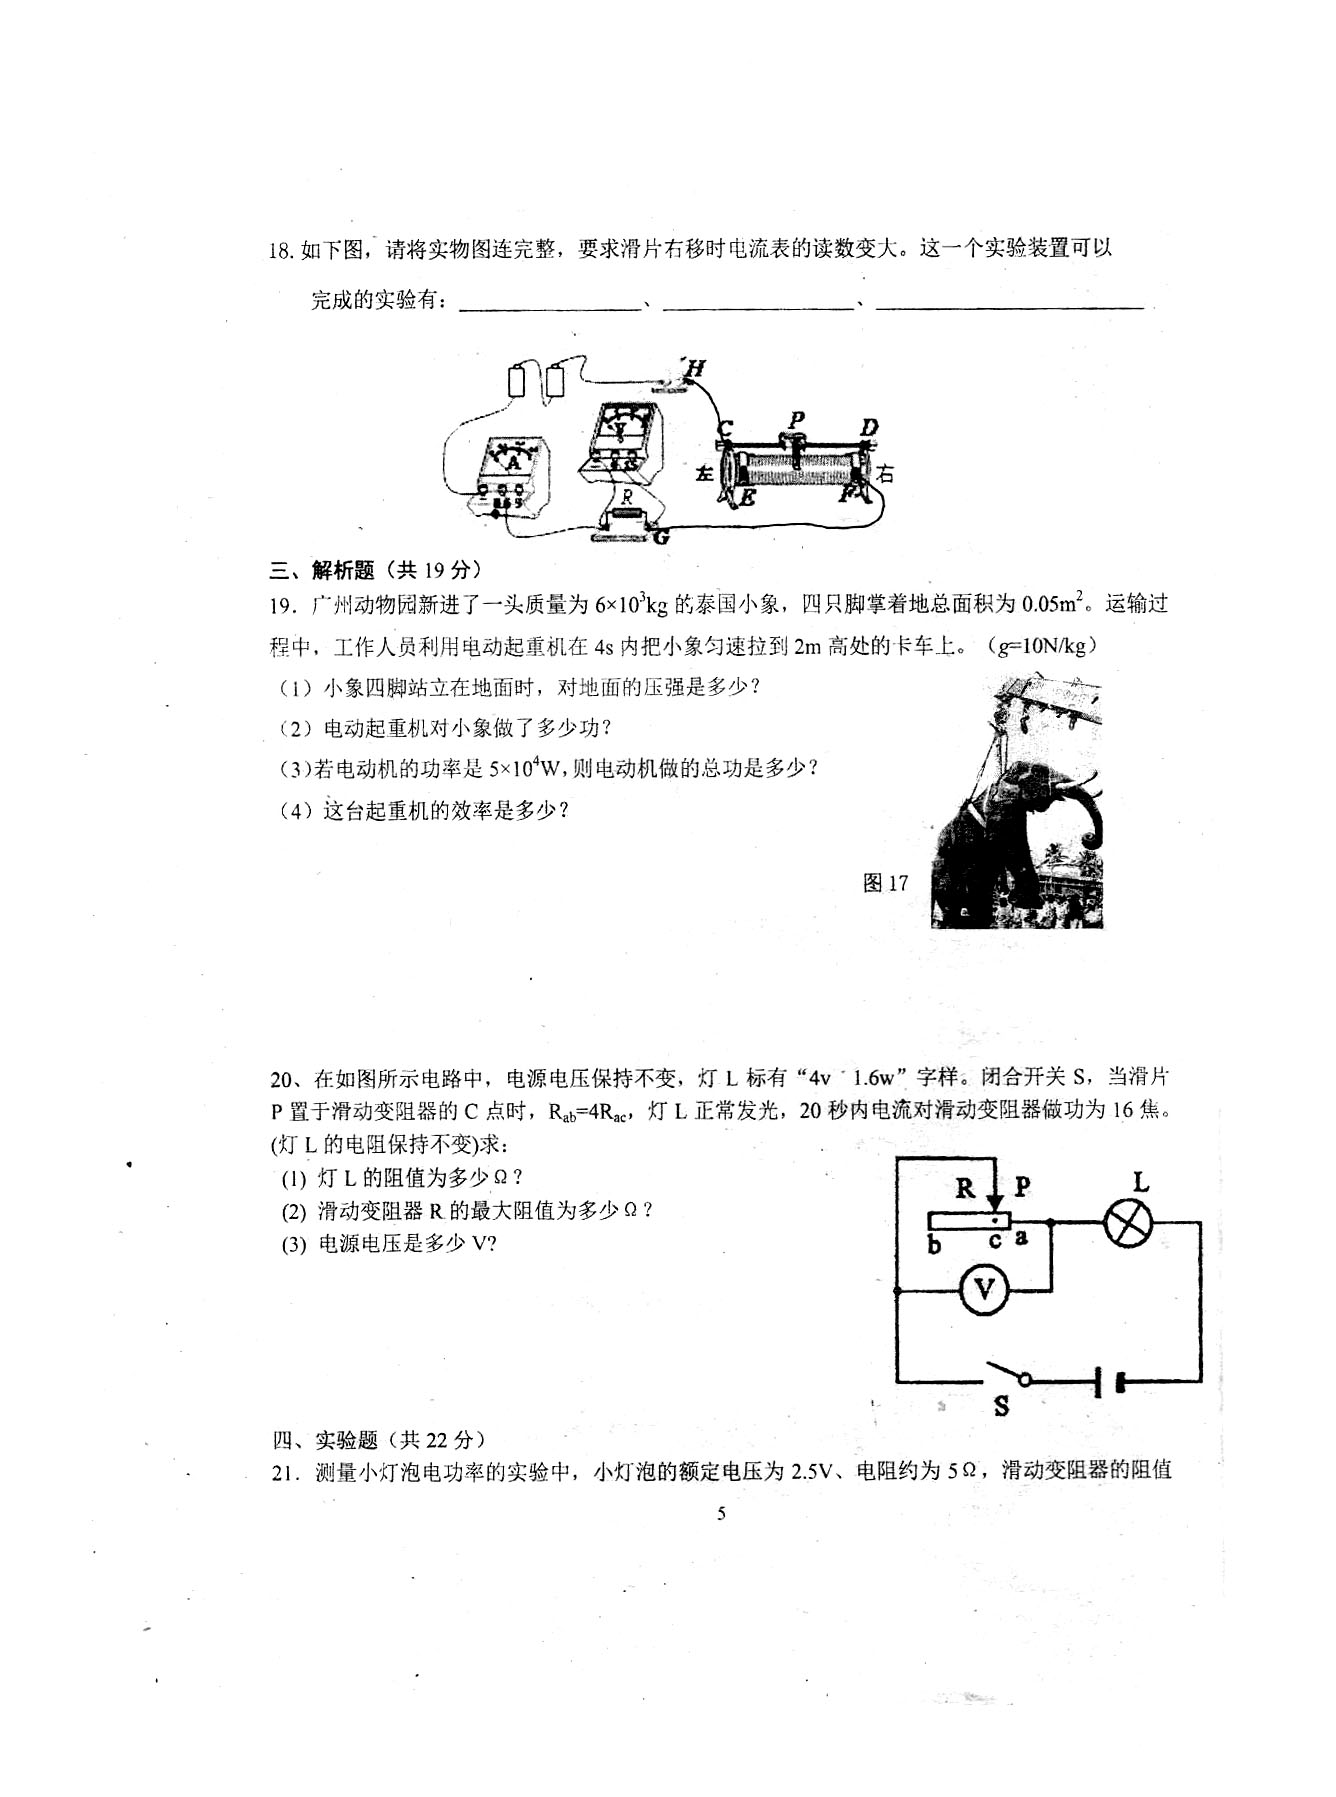 18. 如下图，请将实物图连完整，要求滑片右移时电流表的读数变大。这一个实验装置可以
完成的实验有：________、________、________
H
C P D
V
A
左 右
R
E F
G
三、解析题（共 19 分）
19．广州动物园新进了一头质量为 6×10³kg 的泰国小象，四只脚掌着地总面积为 0.05m²。运输过
程中，工作人员利用电动起重机在 4s 内把小象匀速拉到 2m 高处的卡车上。（g=10N/kg）
（1）小象四脚站立在地面时，对地面的压强是多少？
（2）电动起重机对小象做了多少功？
（3)若电动机的功率是 5×10⁴W,则电动机做的总功是多少？
（4）这台起重机的效率是多少？
图 17
20、在如图所示电路中，电源电压保持不变，灯 L 标有“4v 1.6w”字样。闭合开关 S，当滑片
P 置于滑动变阻器的 C 点时，Rab=4Rac，灯 L 正常发光，20 秒内电流对滑动变阻器做功为 16 焦。
(灯 L 的电阻保持不变)求：
(1) 灯 L 的阻值为多少Ω？
(2) 滑动变阻器 R 的最大阻值为多少Ω？
(3) 电源电压是多少 V?
R P L
b c a
V
S
四、实验题（共 22 分）
21．测量小灯泡电功率的实验中，小灯泡的额定电压为 2.5V、电阻约为 5Ω，滑动变阻器的阻值
5